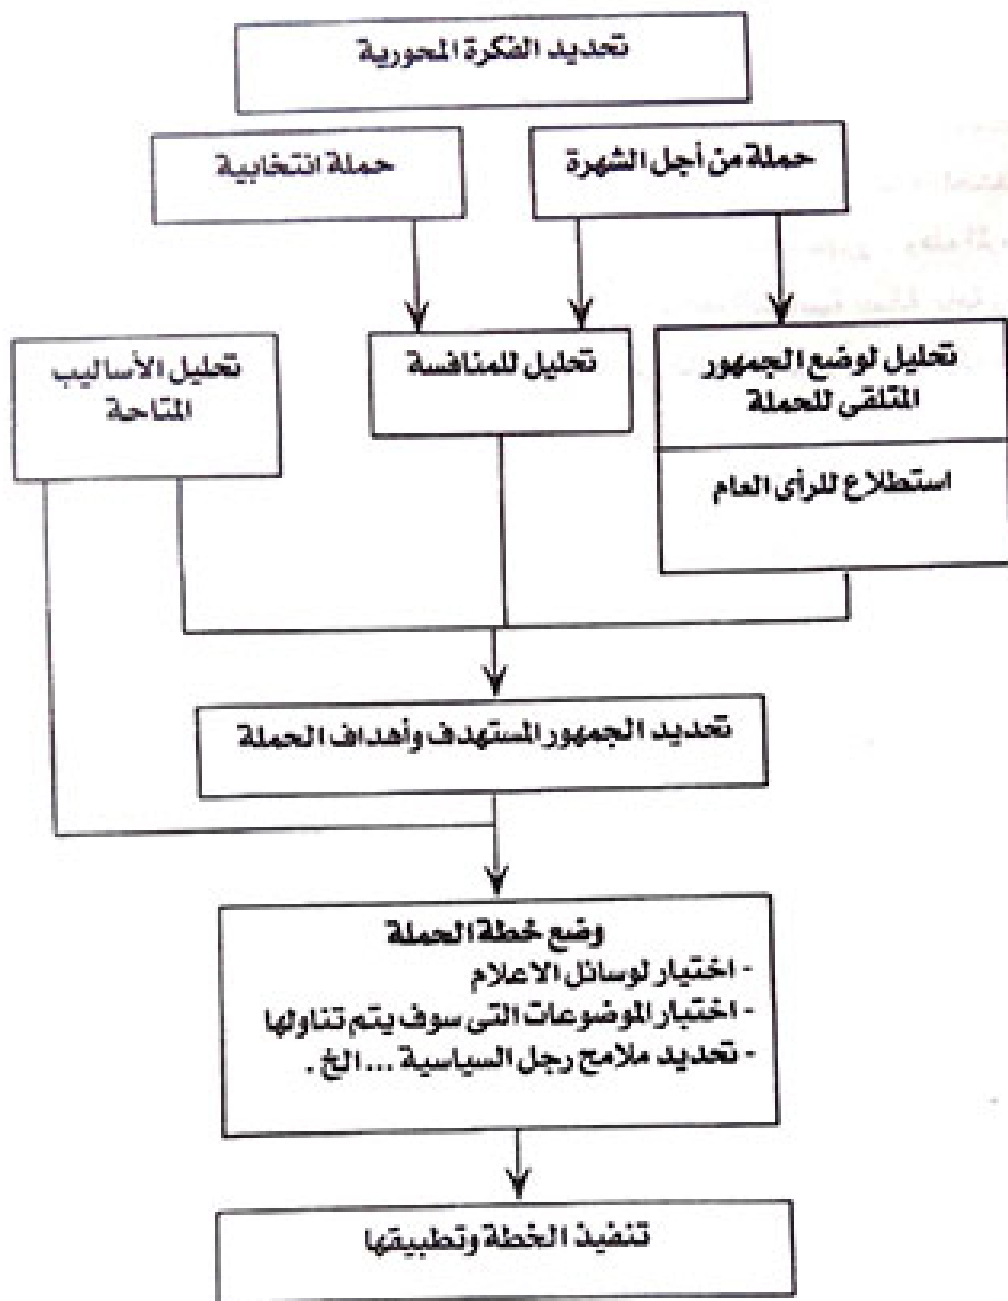 تحديد الفكرة المحورية
حملة من أجل الشهرة
حملة انتخابية
تحليل لوضع الجمهور
المتلقى للحملة
استطلاع للرأى العام
تحليل للمنافسة
تحليل الأساليب
المتاحة
تحديد الجمهور المستهدف وأهداف الحملة
وضع خطة الحملة
- اختيار لوسائل الاعلام
- اختبار الموضوعات التى سوف يتم تناولها
- تحديد ملامح رجل السياسية ... الخ .
تنفيذ الخطة وتطبيقها